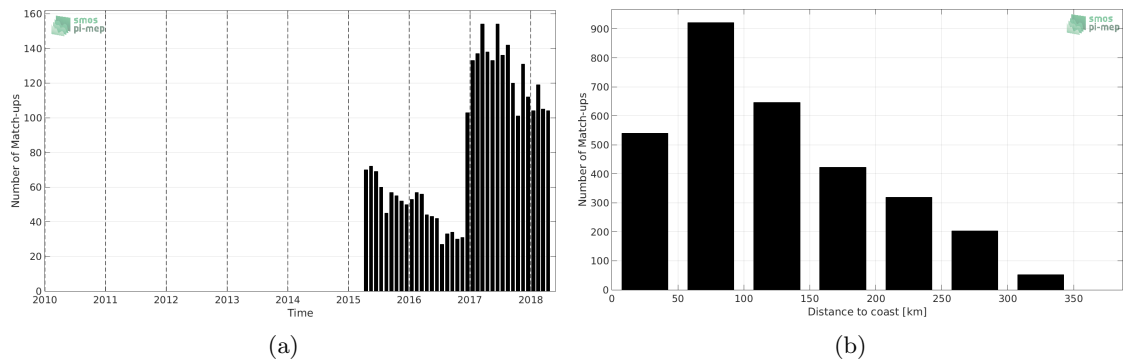 smos
pi-mep
Number of Match-ups
160
140
120
100
80
60
40
20
0
2010 2011 2012 2013 2014 2015 2016 2017 2018
Time
(a)
smos
pi-mep
Number of Match-ups
900
800
700
600
500
400
300
200
100
0
0 50 100 150 200 250 300 350
Distance to coast [km]
(b)